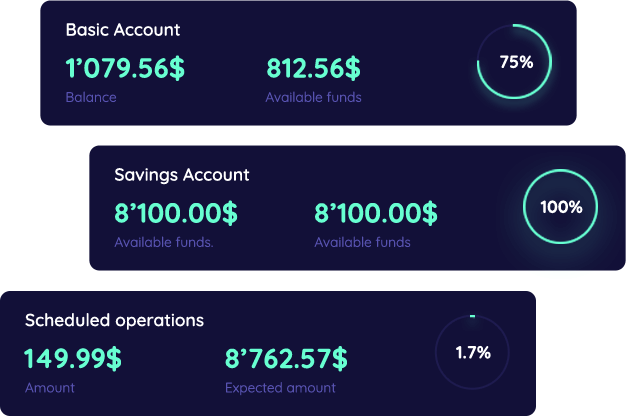 Basic Account
1’079.56$ 812.56$ 75%
Balance Available funds
Savings Account
8’100.00$ 8’100.00$ 100%
Available funds. Available funds
Scheduled operations
149.99$ 8’762.57$ 1.7%
Amount Expected amount